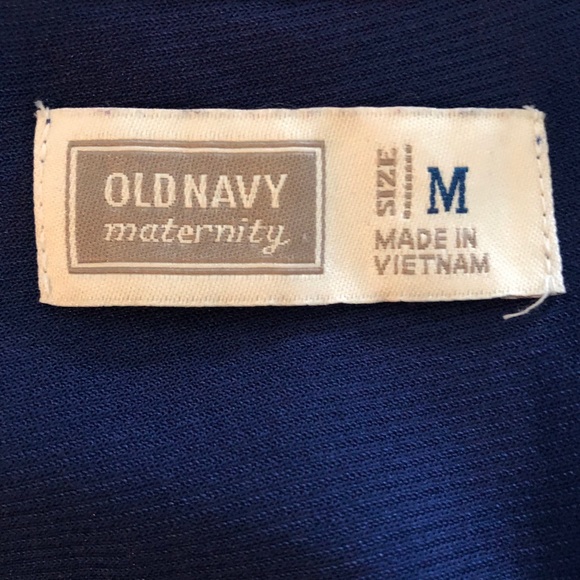 OLD NAVY
maternity
SIZE M
MADE IN
VIETNAM